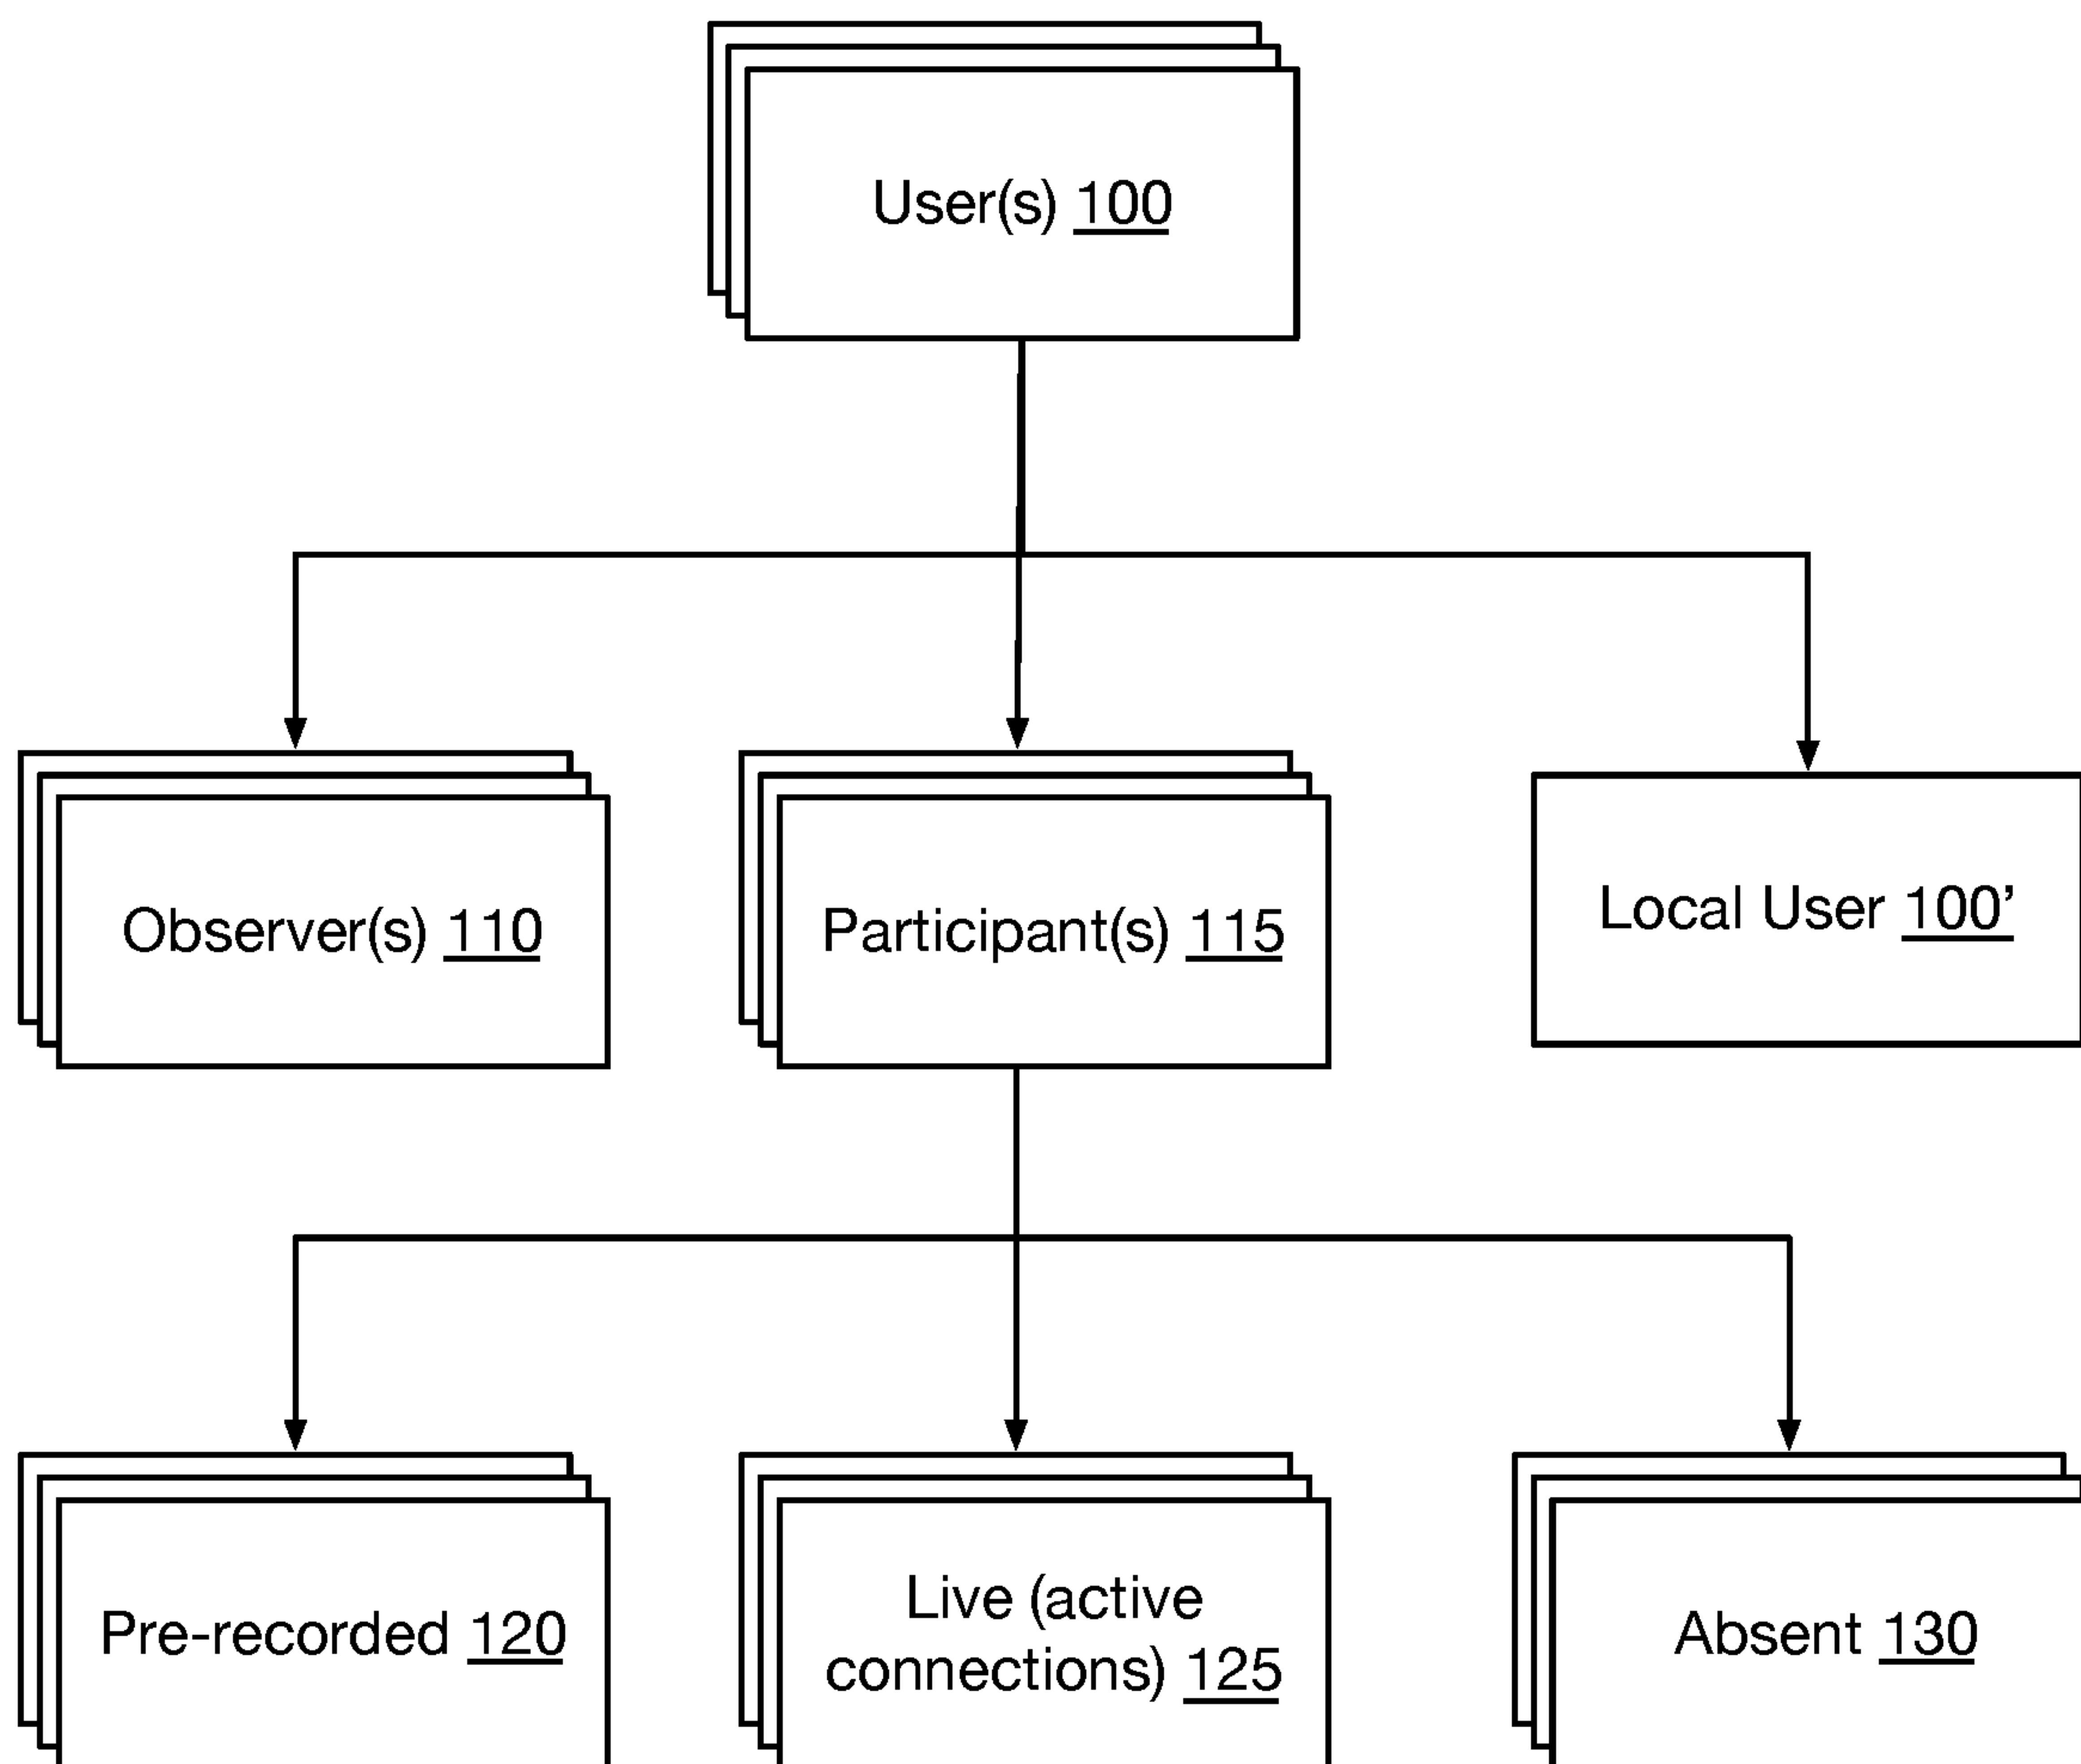 User(s) 100
Observer(s) 110
Participant(s) 115
Local User 100'
Pre-recorded 120
Live (active
connections) 125
Absent 130